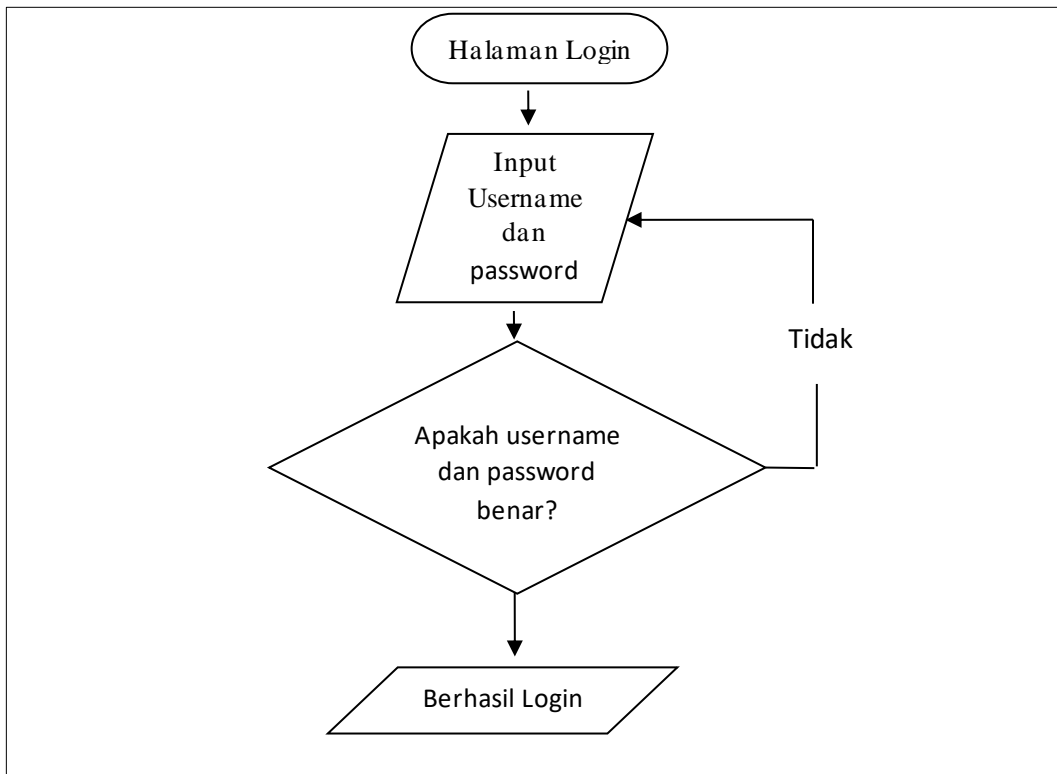 Halaman Login
Input
Username
dan
password
Tidak
Apakah username
dan password
benar?
Berhasil Login